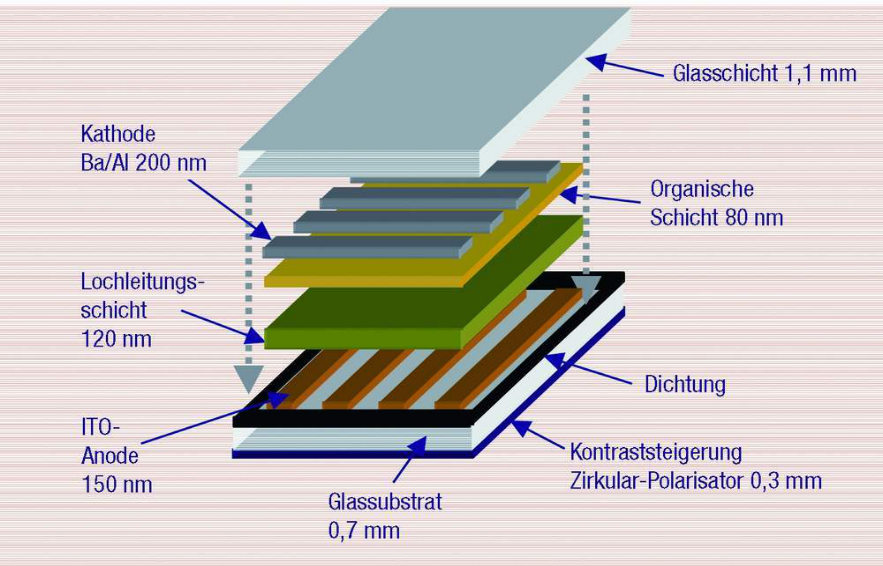 Glasschicht 1,1 mm
Kathode
Ba/Al 200 nm
Organische
Schicht 80 nm
Lochleitungs-
schicht
120 nm
Dichtung
ITO-
Anode
150 nm
Kontraststeigerung
Zirkular-Polarisator 0,3 mm
Glassubstrat
0,7 mm